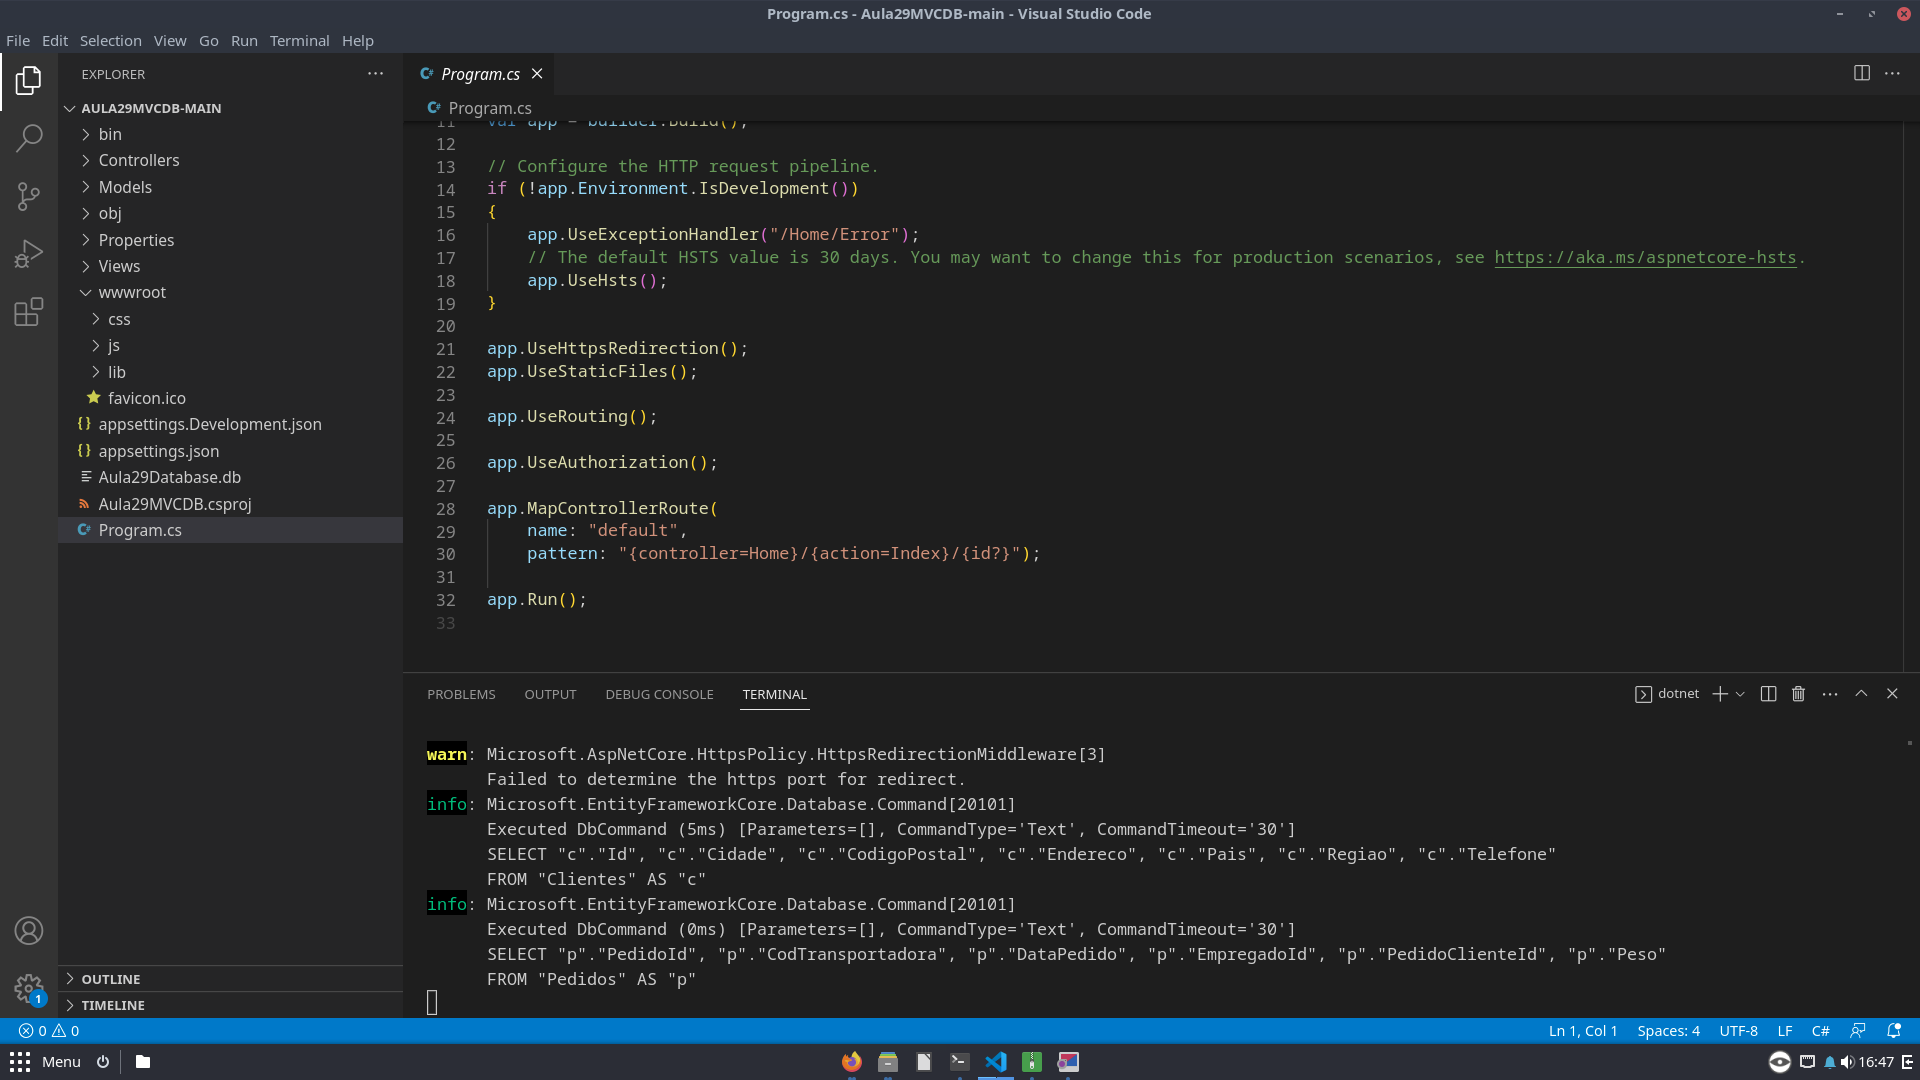 Program.cs - Aula29MVCDB-main - Visual Studio Code
File Edit Selection View Go Run Terminal Help
EXPLORER
AULA29MVCDB-MAIN
bin
Controllers
Models
obj
Properties
Views
wwwroot
css
js
lib
favicon.ico
appsettings.Development.json
appsettings.json
Aula29Database.db
Aula29MVCDB.csproj
Program.cs
OUTLINE
TIMELINE
1
Program.cs
Program.cs
11 var app = builder.Build();
12
13 // Configure the HTTP request pipeline.
14 if (!app.Environment.IsDevelopment())
15 {
16 app.UseExceptionHandler("/Home/Error");
17 // The default HSTS value is 30 days. You may want to change this for production scenarios, see https://aka.ms/aspnetcore-hsts.
18 app.UseHsts();
19 }
20
21 app.UseHttpsRedirection();
22 app.UseStaticFiles();
23
24 app.UseRouting();
25
26 app.UseAuthorization();
27
28 app.MapControllerRoute(
29 name: "default",
30 pattern: "{controller=Home}/{action=Index}/{id?}");
31
32 app.Run();
33
PROBLEMS OUTPUT DEBUG CONSOLE TERMINAL
dotnet
warn: Microsoft.AspNetCore.HttpsPolicy.HttpsRedirectionMiddleware[3]
Failed to determine the https port for redirect.
info: Microsoft.EntityFrameworkCore.Database.Command[20101]
Executed DbCommand (5ms) [Parameters=[], CommandType='Text', CommandTimeout='30']
SELECT "c"."Id", "c"."Cidade", "c"."CodigoPostal", "c"."Endereco", "c"."Pais", "c"."Regiao", "c"."Telefone"
FROM "Clientes" AS "c"
info: Microsoft.EntityFrameworkCore.Database.Command[20101]
Executed DbCommand (0ms) [Parameters=[], CommandType='Text', CommandTimeout='30']
SELECT "p"."PedidoId", "p"."CodTransportadora", "p"."DataPedido", "p"."EmpregadoId", "p"."PedidoClienteId", "p"."Peso"
FROM "Pedidos" AS "p"
0 0 Ln 1, Col 1 Spaces: 4 UTF-8 LF C#
Menu 16:47